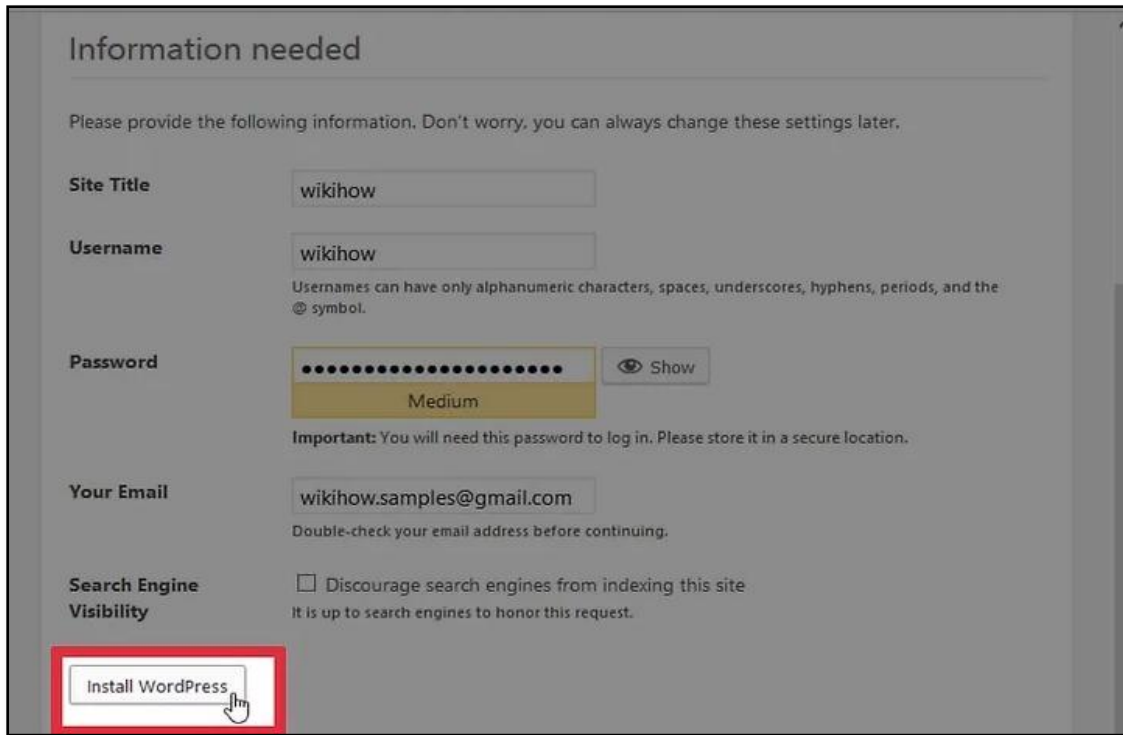 Information needed
Please provide the following information. Don't worry, you can always change these settings later.
Site Title
wikihow
Username
wikihow
Usernames can have only alphanumeric characters, spaces, underscores, hyphens, periods, and the
@ symbol.
Password
Show
Medium
Important: You will need this password to log in. Please store it in a secure location.
Your Email
wikihow.samples@gmail.com
Double-check your email address before continuing.
Search Engine
Visibility
Discourage search engines from indexing this site
It is up to search engines to honor this request.
Install WordPress